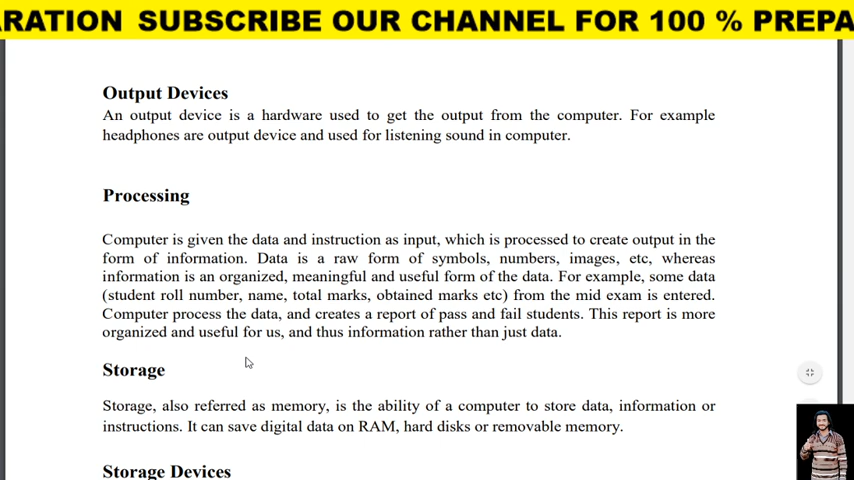 ARATION SUBSCRIBE OUR CHANNEL FOR 100 % PREPA
Output Devices
An output device is a hardware used to get the output from the computer. For example
headphones are output device and used for listening sound in computer.
Processing
Computer is given the data and instruction as input, which is processed to create output in the
form of information. Data is a raw form of symbols, numbers, images, etc, whereas
information is an organized, meaningful and useful form of the data. For example, some data
(student roll number, name, total marks, obtained marks etc) from the mid exam is entered.
Computer process the data, and creates a report of pass and fail students. This report is more
organized and useful for us, and thus information rather than just data.
Storage
Storage, also referred as memory, is the ability of a computer to store data, information or
instructions. It can save digital data on RAM, hard disks or removable memory.
Storage Devices